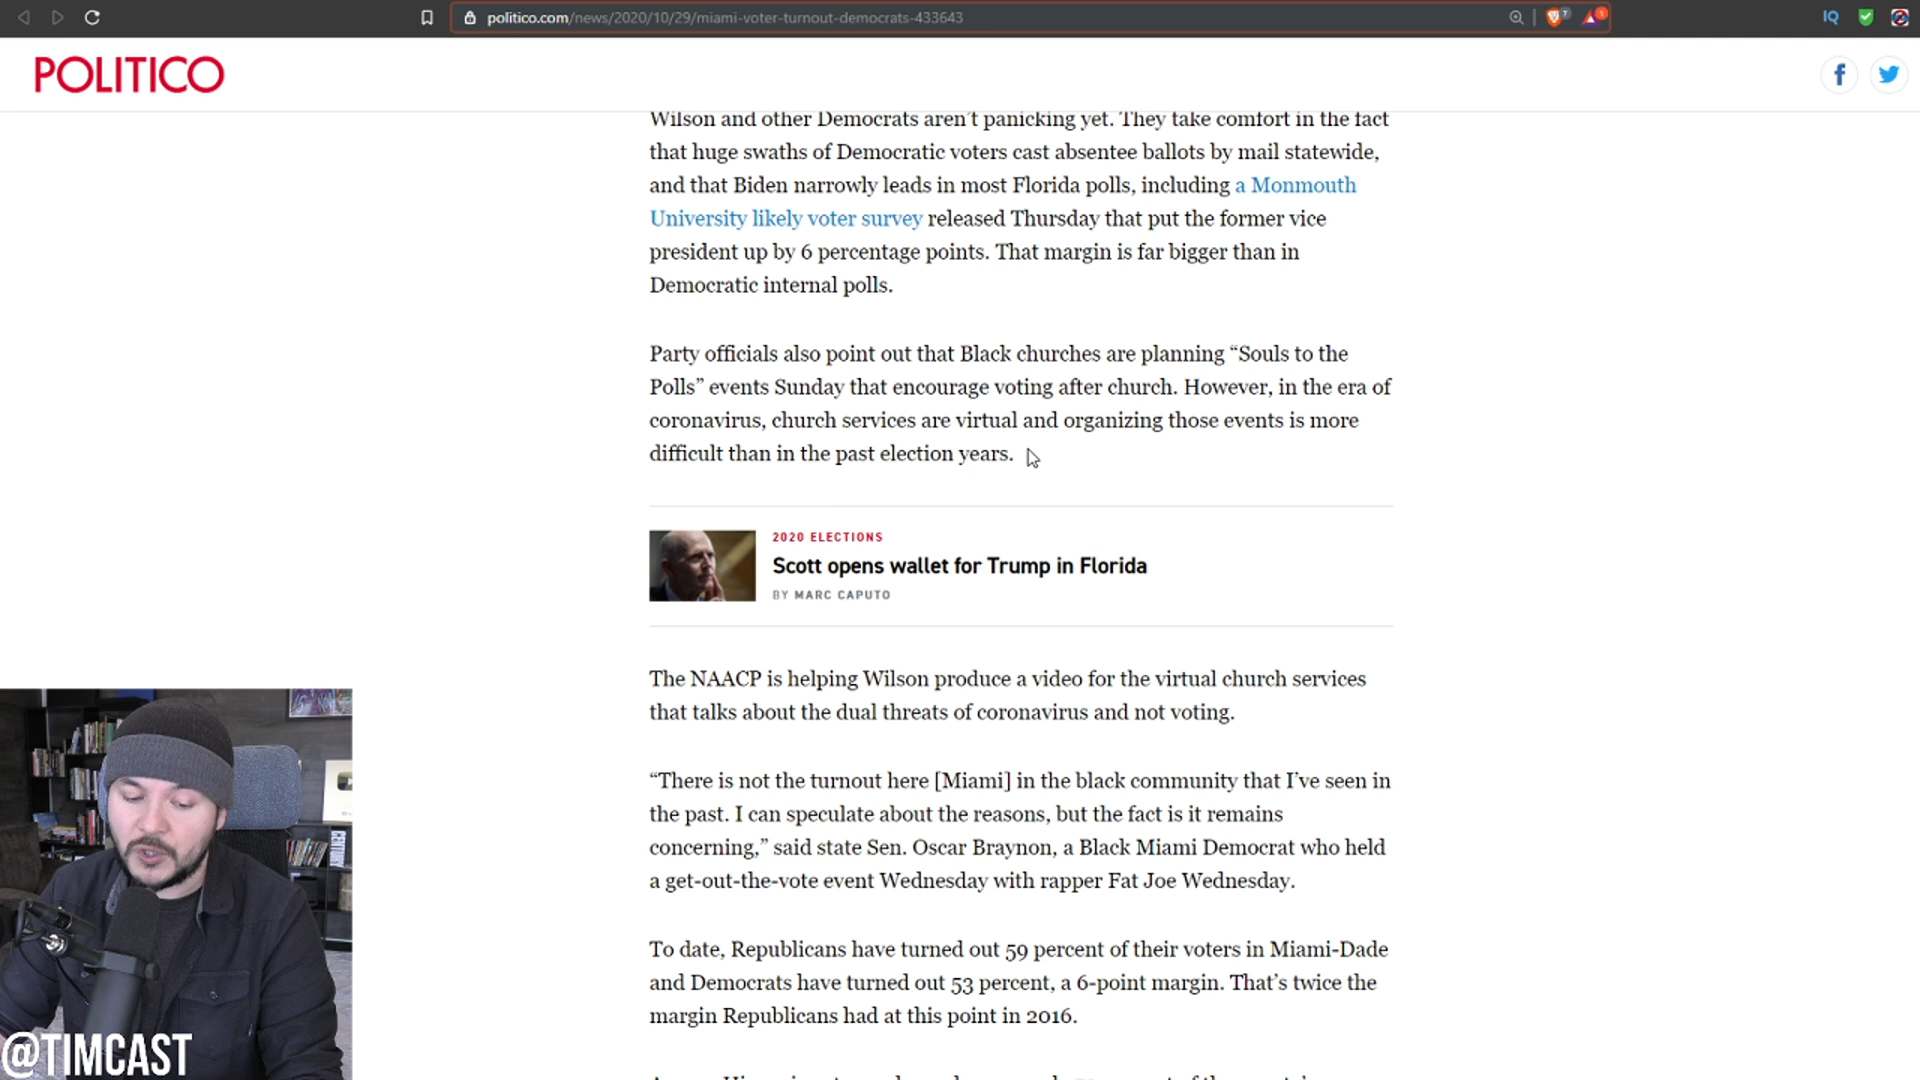 politico.com/news/2020/10/29/miami-voter-turnout-democrats-433643
IQ
POLITICO
Wilson and other Democrats aren’t panicking yet. They take comfort in the fact
that huge swaths of Democratic voters cast absentee ballots by mail statewide,
and that Biden narrowly leads in most Florida polls, including a Monmouth
University likely voter survey released Thursday that put the former vice
president up by 6 percentage points. That margin is far bigger than in
Democratic internal polls.
Party officials also point out that Black churches are planning “Souls to the
Polls” events Sunday that encourage voting after church. However, in the era of
coronavirus, church services are virtual and organizing those events is more
difficult than in the past election years.
2020 ELECTIONS
Scott opens wallet for Trump in Florida
BY MARC CAPUTO
The NAACP is helping Wilson produce a video for the virtual church services
that talks about the dual threats of coronavirus and not voting.
“There is not the turnout here [Miami] in the black community that I’ve seen in
the past. I can speculate about the reasons, but the fact is it remains
concerning,” said state Sen. Oscar Braynon, a Black Miami Democrat who held
a get-out-the-vote event Wednesday with rapper Fat Joe Wednesday.
To date, Republicans have turned out 59 percent of their voters in Miami-Dade
and Democrats have turned out 53 percent, a 6-point margin. That’s twice the
margin Republicans had at this point in 2016.
@TIMCAST